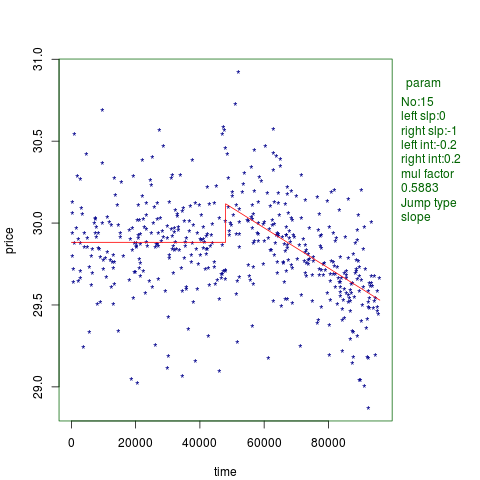 param
No:15
left slp:0
right slp:-1
left int:-0.2
right int:0.2
mul factor
0.5883
Jump type
slope
31.0
30.5
30.0
29.5
29.0
price
0 20000 40000 60000 80000
time